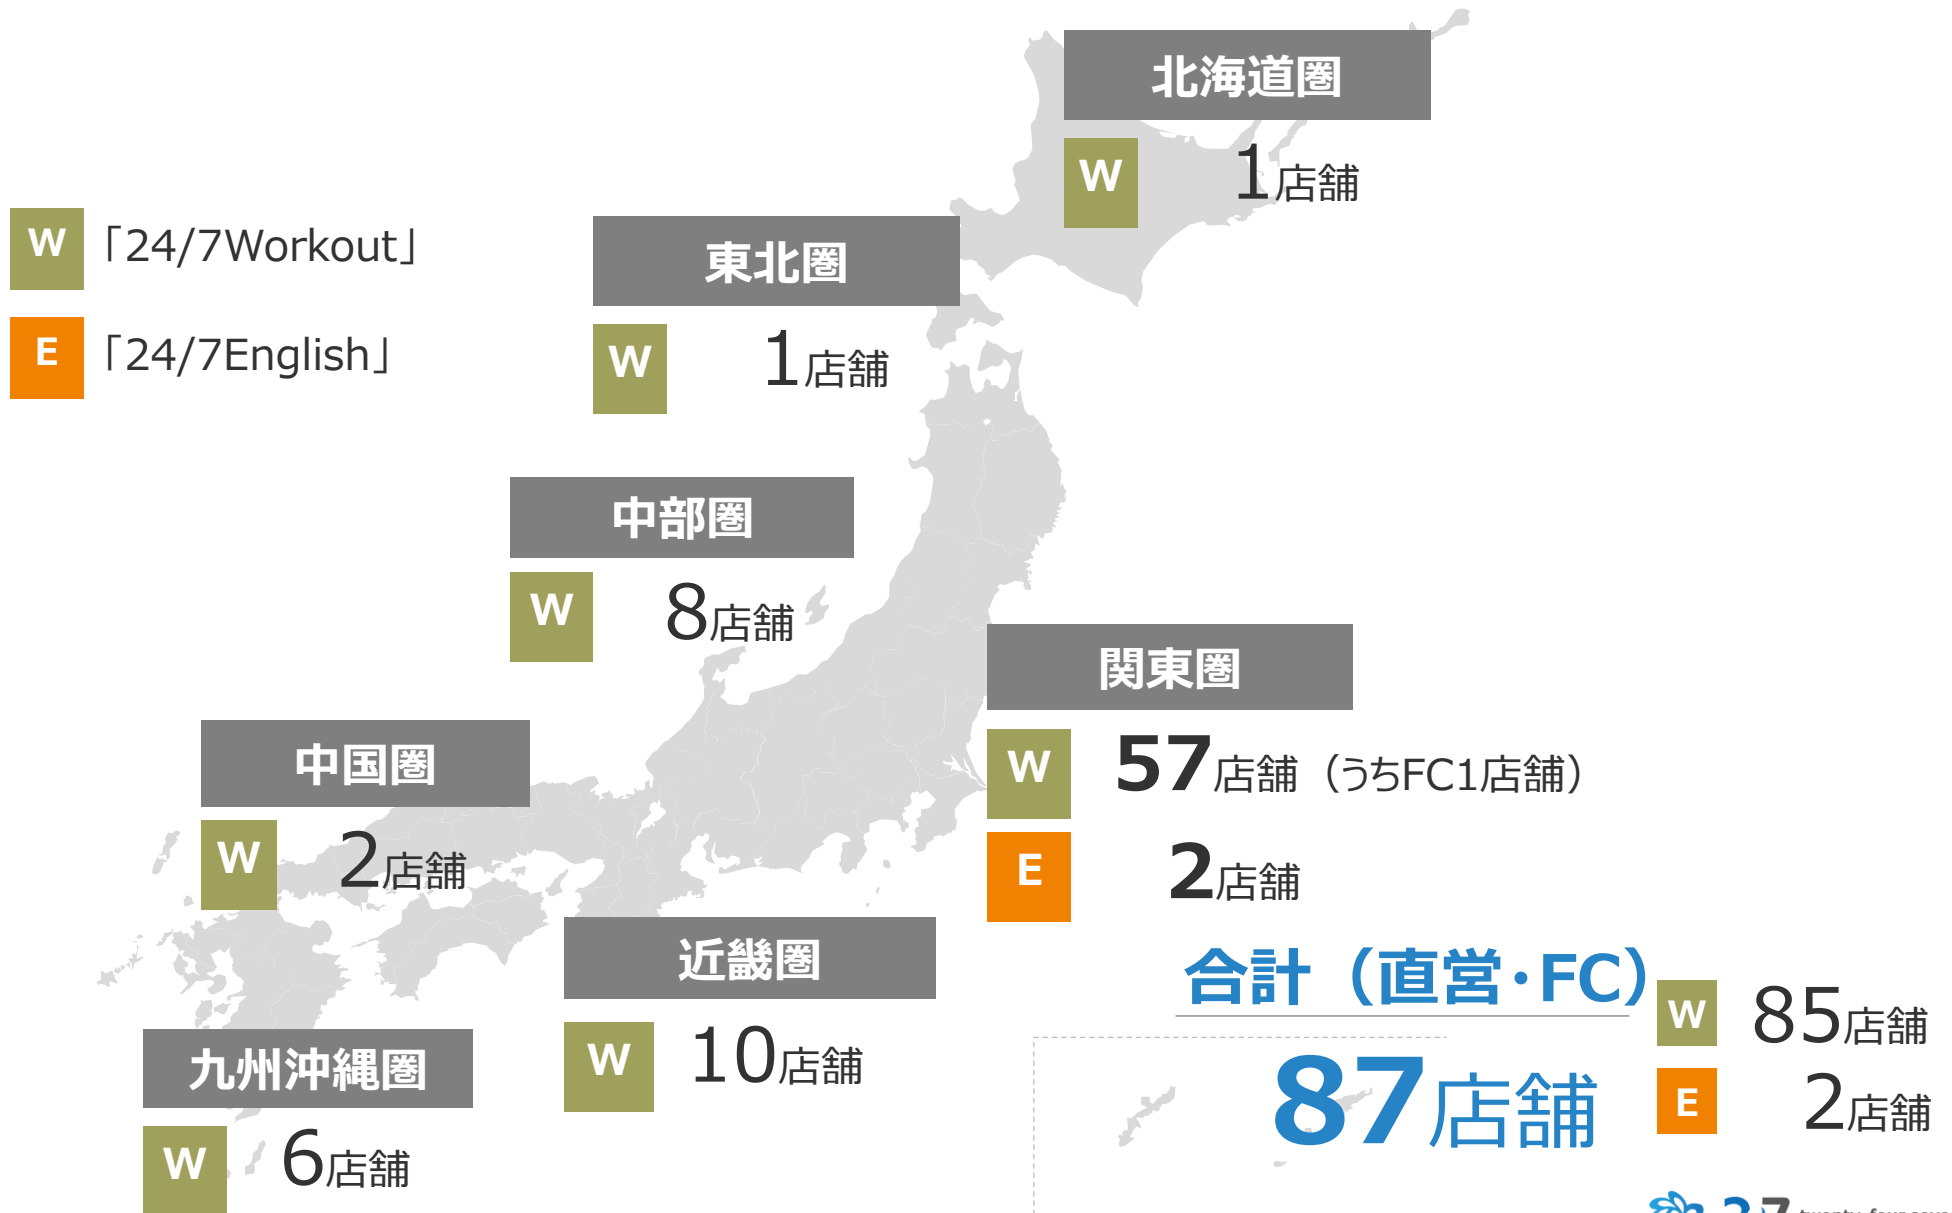 北海道圏
W 1店舗
W 「24/7Workout」
E 「24/7English」
東北圏
W 1店舗
中部圏
W 8店舗
関東圏
W 57店舗（うちFC1店舗）
E 2店舗
中国圏
W 2店舗
近畿圏
W 10店舗
九州沖縄圏
W 6店舗
合計（直営・FC）
87店舗
W 85店舗
E 2店舗